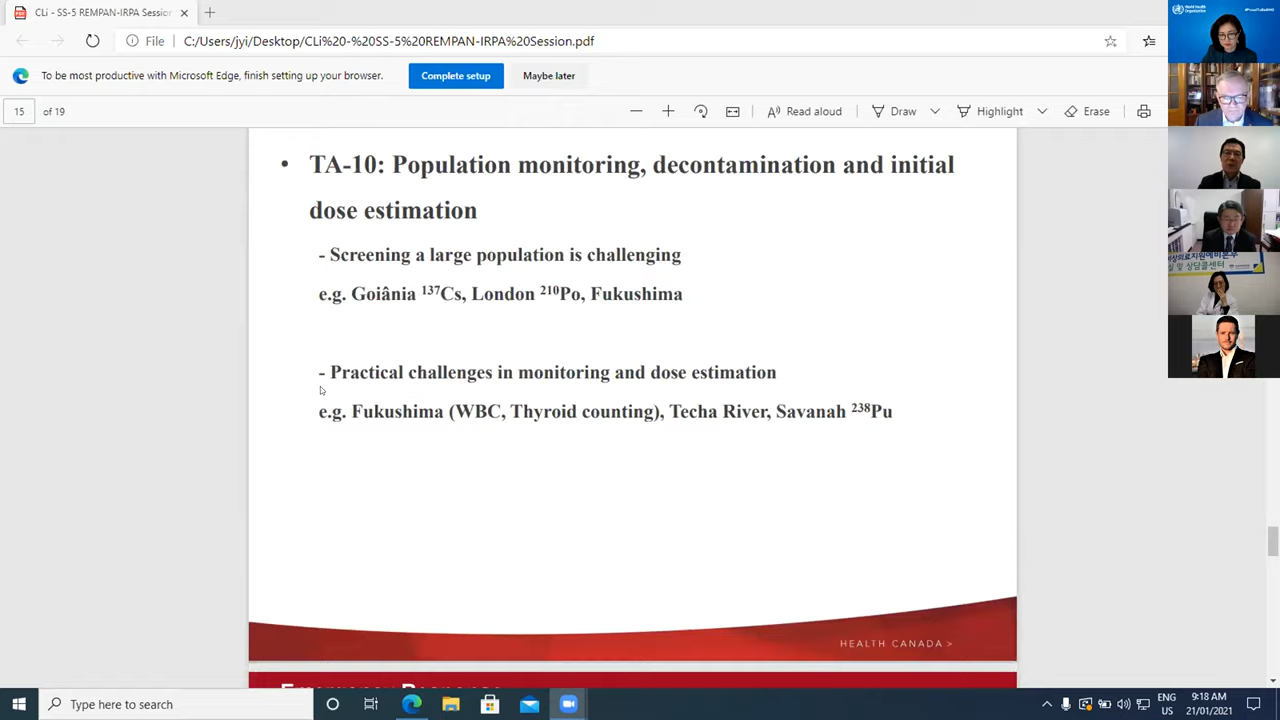 CLi - SS-5 REMPAN-IRPA Session
File
C:/Users/jyi/Desktop/CLi%20-%20SS-5%20REMPAN-IRPA%20Session.pdf
To be most productive with Microsoft Edge, finish setting up your browser.
Complete setup
Maybe later
15 of 19
Read aloud
Draw
Highlight
Erase
• TA-10: Population monitoring, decontamination and initial
dose estimation
- Screening a large population is challenging
e.g. Goiânia ¹³⁷Cs, London ²¹⁰Po, Fukushima
- Practical challenges in monitoring and dose estimation
e.g. Fukushima (WBC, Thyroid counting), Techa River, Savanah ²³⁸Pu
HEALTH CANADA >
World Health
Organization
Type here to search
ENG
US
9:18 AM
21/01/2021